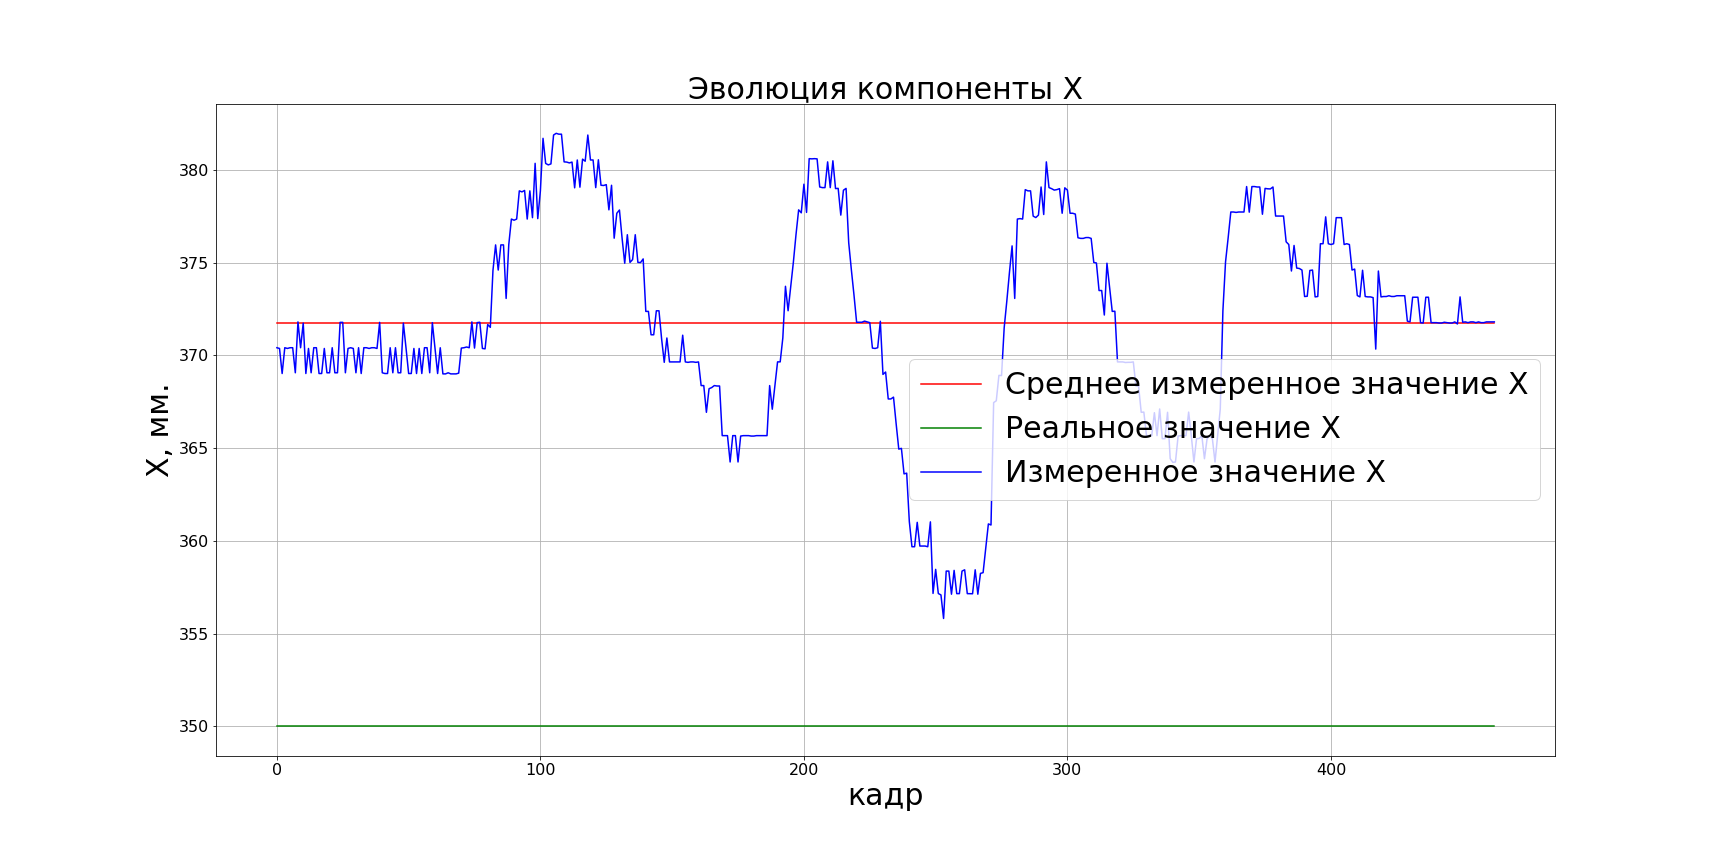 Эволюция компоненты X
X, мм.
380
375
370
365
360
355
350
Среднее измеренное значение X
Реальное значение X
Измеренное значение X
0 100 200 300 400
кадр